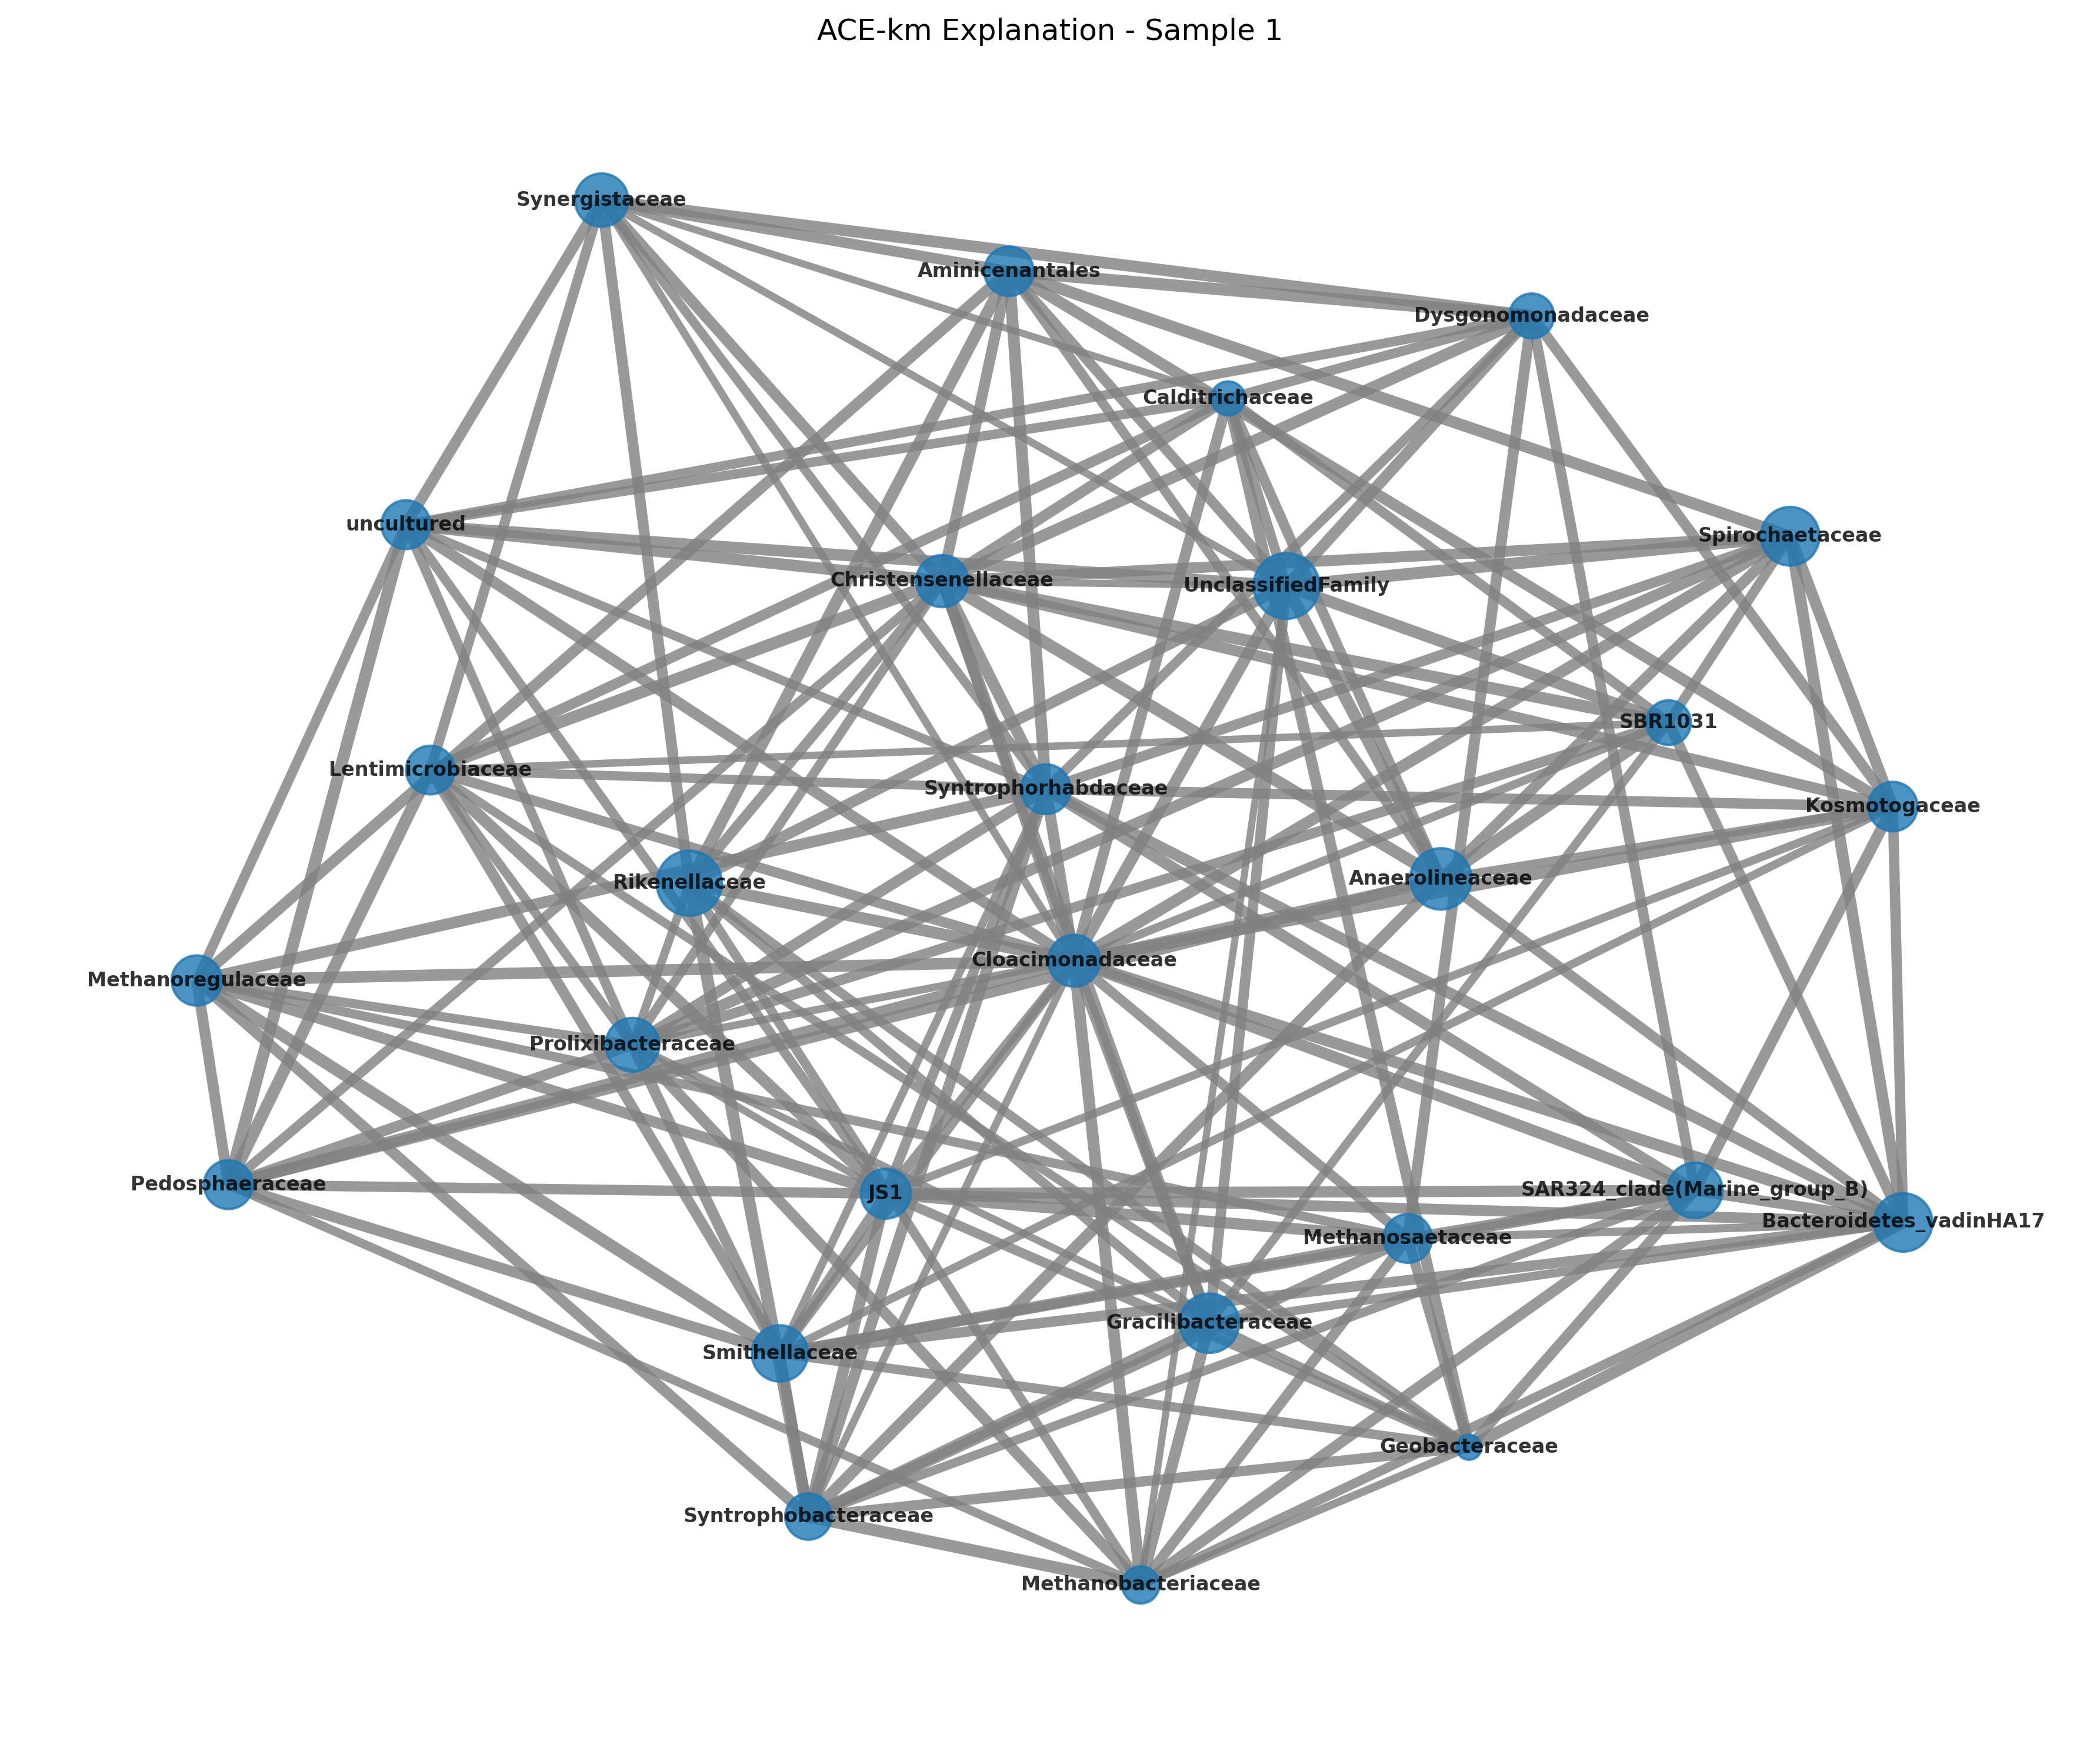 ACE-km Explanation - Sample 1
Synergistaceae
Aminicenantales
Dysgonomonadaceae
Calditrichaceae
uncultured
Spirochaetaceae
Christensenellaceae
UnclassifiedFamily
SBR1031
Lentimicrobiaceae
Syntrophorhabdaceae
Kosmotogaceae
Rikenellaceae
Anaerolineaceae
Cloacimonadaceae
Methanoregulaceae
Prolixibacteraceae
Pedosphaeraceae
JS1
SAR324_clade(Marine_group_B)
Bacteroidetes_vadinHA17
Methanosaetaceae
Gracilibacteraceae
Smithellaceae
Geobacteraceae
Syntrophobacteraceae
Methanobacteriaceae